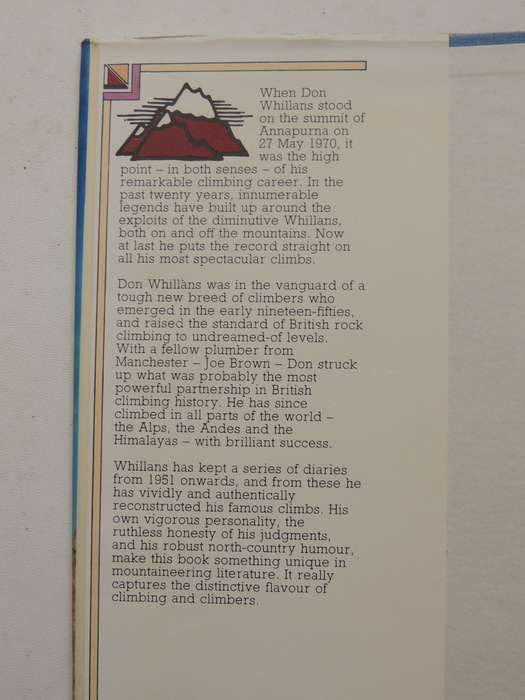 When Don
Whillans stood
on the summit of
Annapurna on
27 May 1970, it
was the high
point – in both senses – of his
remarkable climbing career. In the
past twenty years, innumerable
legends have built up around the
exploits of the diminutive Whillans,
both on and off the mountains. Now
at last he puts the record straight on
all his most spectacular climbs.
Don Whillans was in the vanguard of a
tough new breed of climbers who
emerged in the early nineteen-fifties,
and raised the standard of British rock
climbing to undreamed-of levels.
With a fellow plumber from
Manchester – Joe Brown – Don struck
up what was probably the most
powerful partnership in British
climbing history. He has since
climbed in all parts of the world –
the Alps, the Andes and the
Himalayas – with brilliant success.
Whillans has kept a series of diaries
from 1951 onwards, and from these he
has vividly and authentically
reconstructed his famous climbs. His
own vigorous personality, the
ruthless honesty of his judgments,
and his robust north-country humour,
make this book something unique in
mountaineering literature. It really
captures the distinctive flavour of
climbing and climbers.